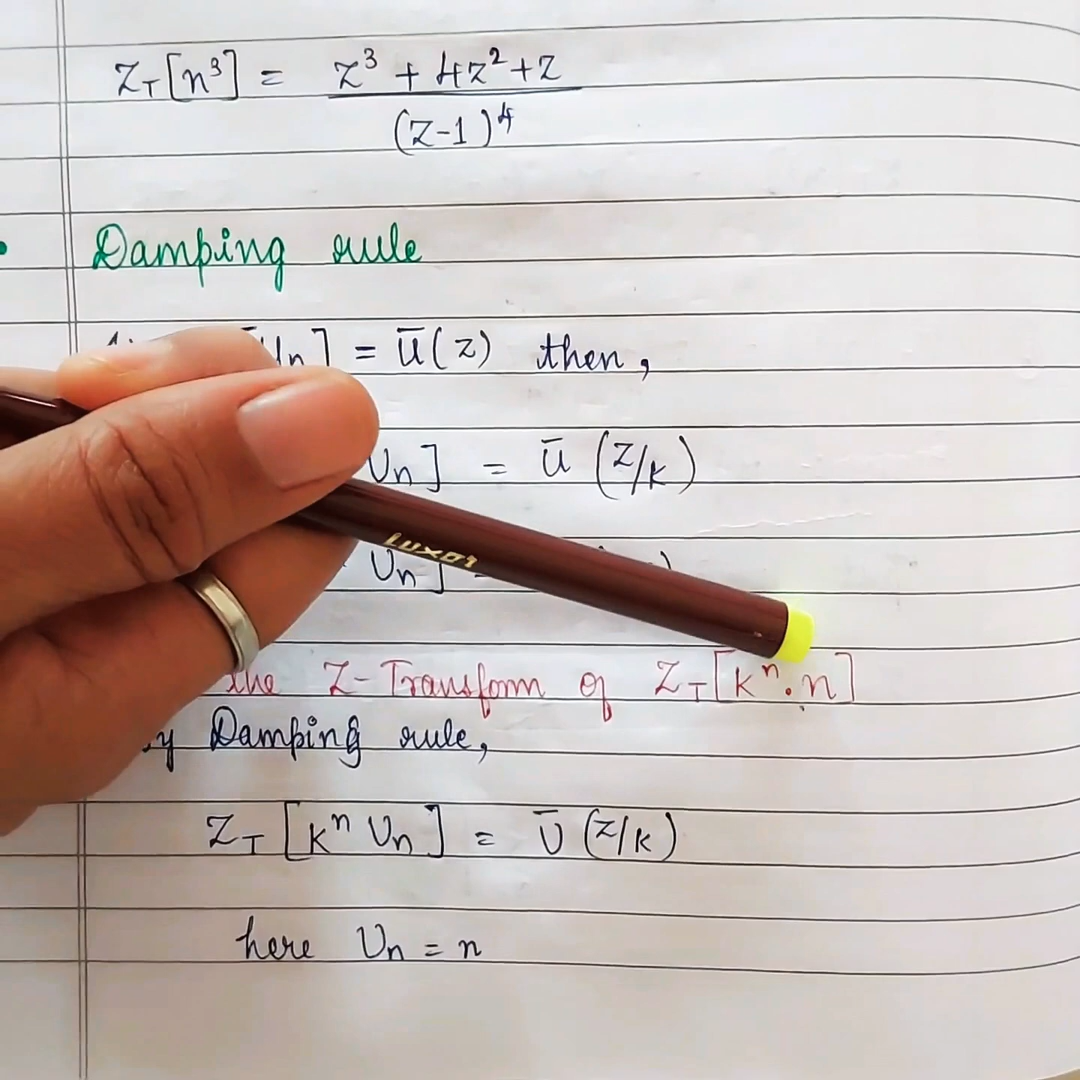 Z_T[n³] = z³ + 4z² + z / (z-1)⁴
Damping rule
Un] = ū(z) then,
Un] = ū (z/k)
Un]
LUXOR
the Z-Transform of Z_T[kⁿ.n]
Damping rule,
Z_T [kⁿ Un] = Ū (z/k)
here Un = n